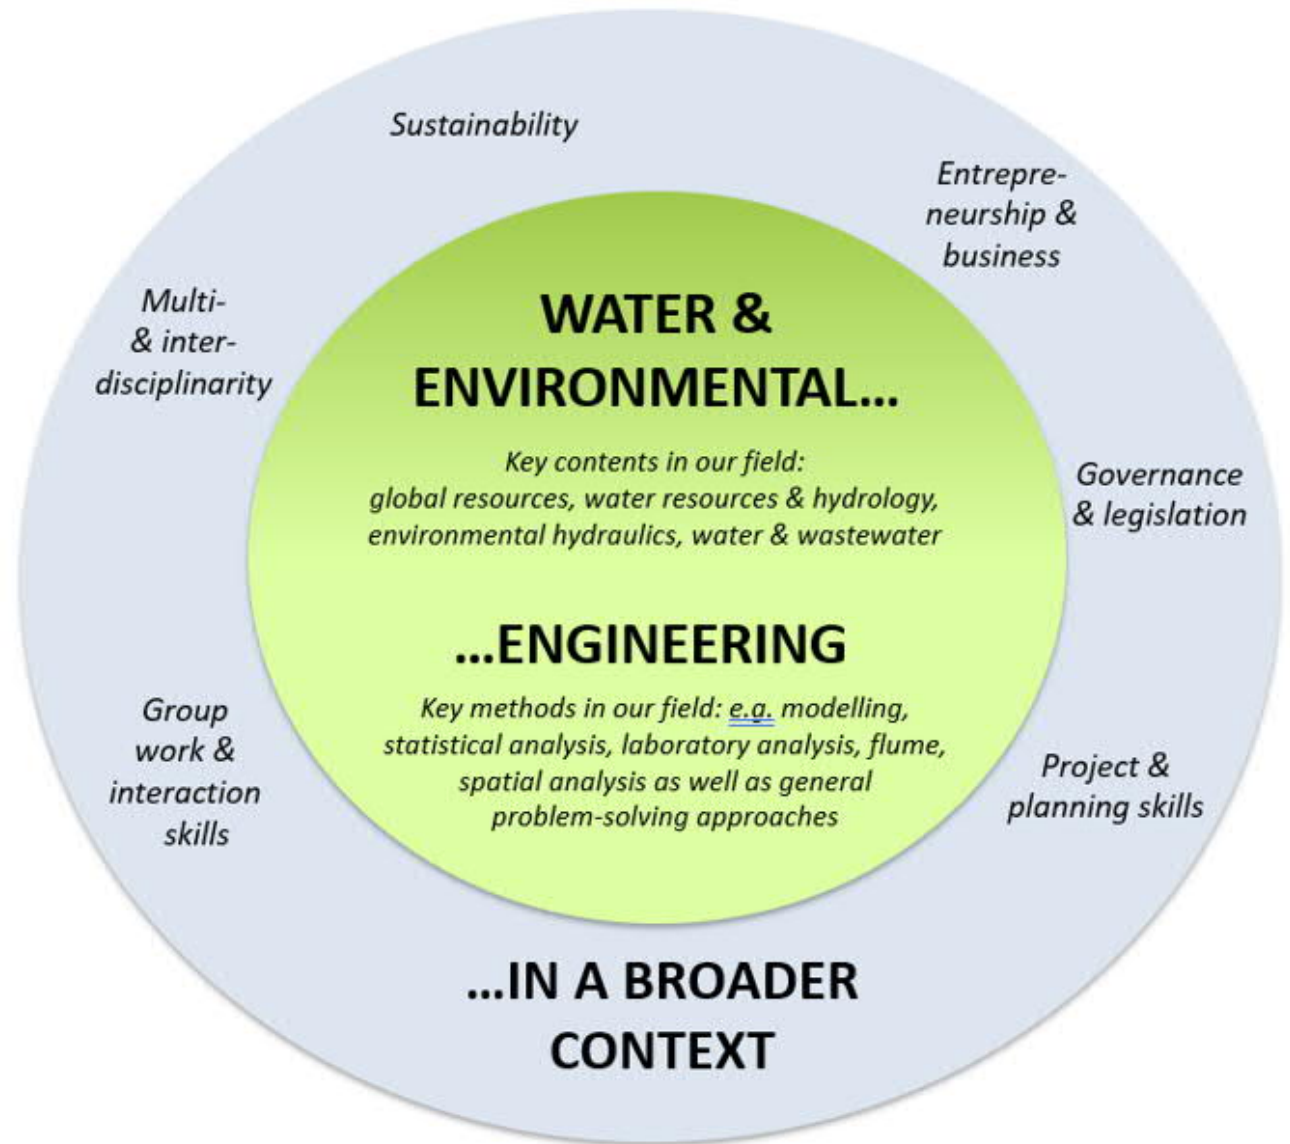 Sustainability
Entrepre-
neurship &
business
Multi-
& inter-
disciplinarity
WATER &
ENVIRONMENTAL...
Key contents in our field:
global resources, water resources & hydrology,
environmental hydraulics, water & wastewater
Governance
& legislation
...ENGINEERING
Key methods in our field: e.g. modelling,
statistical analysis, laboratory analysis, flume,
spatial analysis as well as general
problem-solving approaches
Group
work &
interaction
skills
Project &
planning skills
...IN A BROADER
CONTEXT